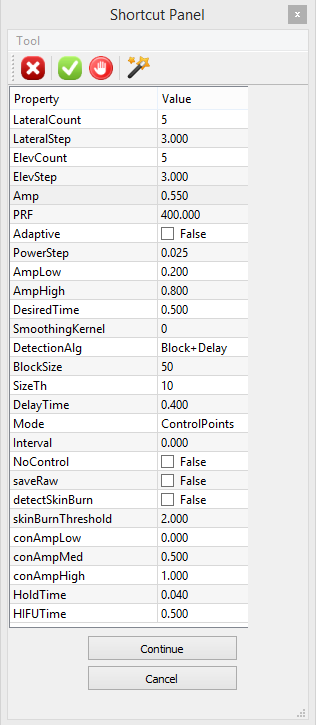 Shortcut Panel
Tool
Property Value
LateralCount 5
LateralStep 3.000
ElevCount 5
ElevStep 3.000
Amp 0.550
PRF 400.000
Adaptive False
PowerStep 0.025
AmpLow 0.200
AmpHigh 0.800
DesiredTime 0.500
SmoothingKernel 0
DetectionAlg Block+Delay
BlockSize 50
SizeTh 10
DelayTime 0.400
Mode ControlPoints
Interval 0.000
NoControl False
saveRaw False
detectSkinBurn False
skinBurnThreshold 2.000
conAmpLow 0.000
conAmpMed 0.500
conAmpHigh 1.000
HoldTime 0.040
HIFUTime 0.500
Continue
Cancel